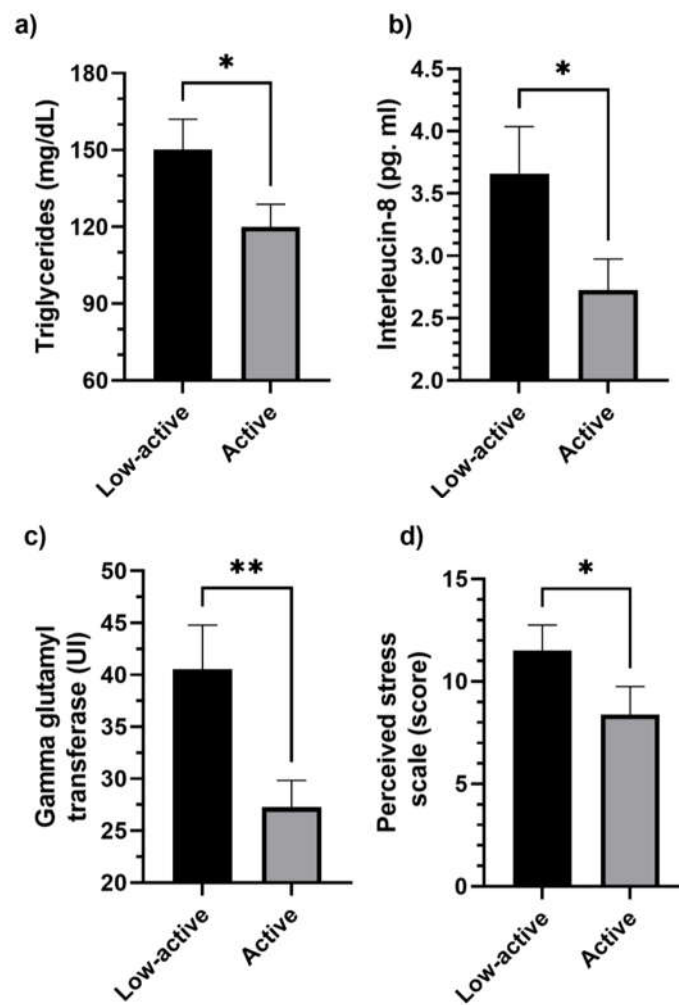 a)
Triglycerides (mg/dL)
180
150
120
90
60
*
Low-active
Active
b)
Interleucin-8 (pg. ml)
4.5
4.0
3.5
3.0
2.5
2.0
*
Low-active
Active
c)
Gamma glutamyl
transferase (UI)
50
45
40
35
30
25
20
**
Low-active
Active
d)
Perceived stress
scale (score)
15
10
5
0
*
Low-active
Active